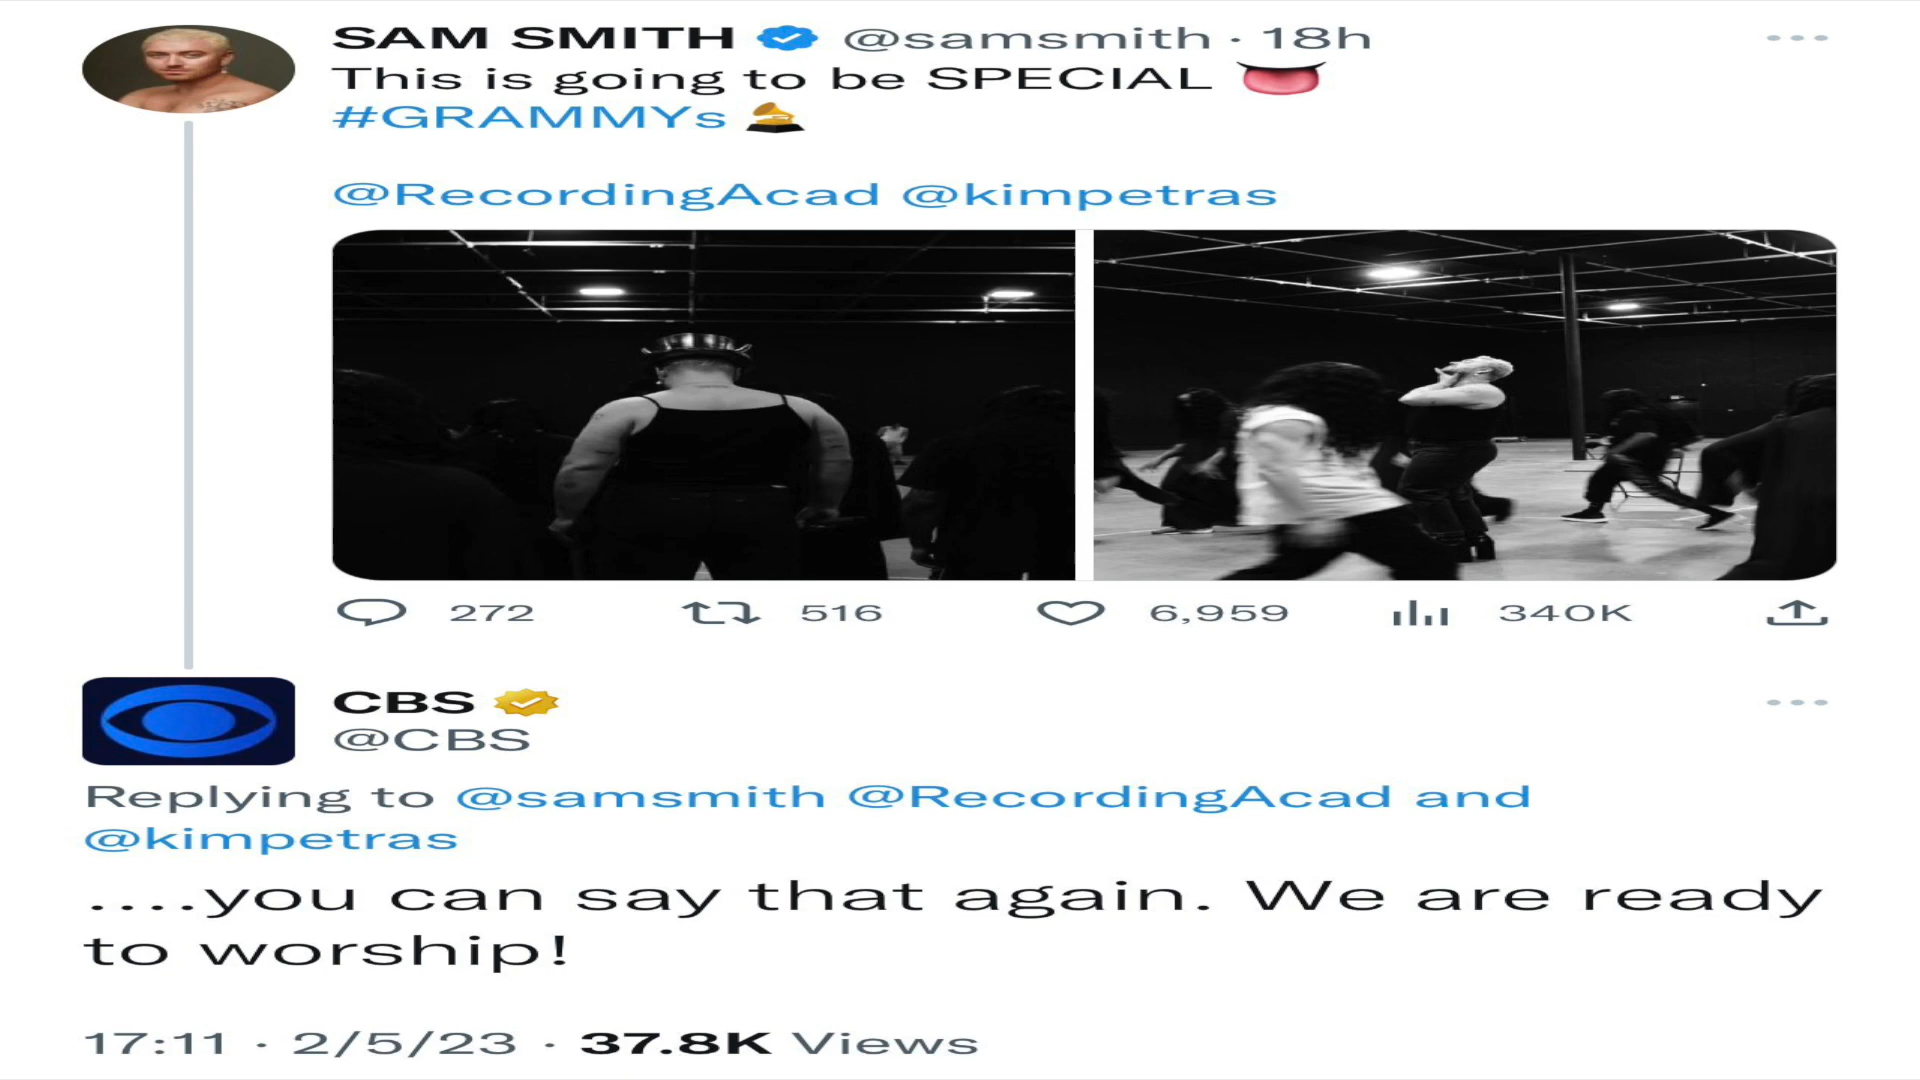 SAM SMITH @samsmith · 18h
This is going to be SPECIAL 👅
#GRAMMYs
@RecordingAcad @kimpetras
272 516 6,959 340K
CBS
@CBS
Replying to @samsmith @RecordingAcad and
@kimpetras
....you can say that again. We are ready
to worship!
17:11 · 2/5/23 · 37.8K Views